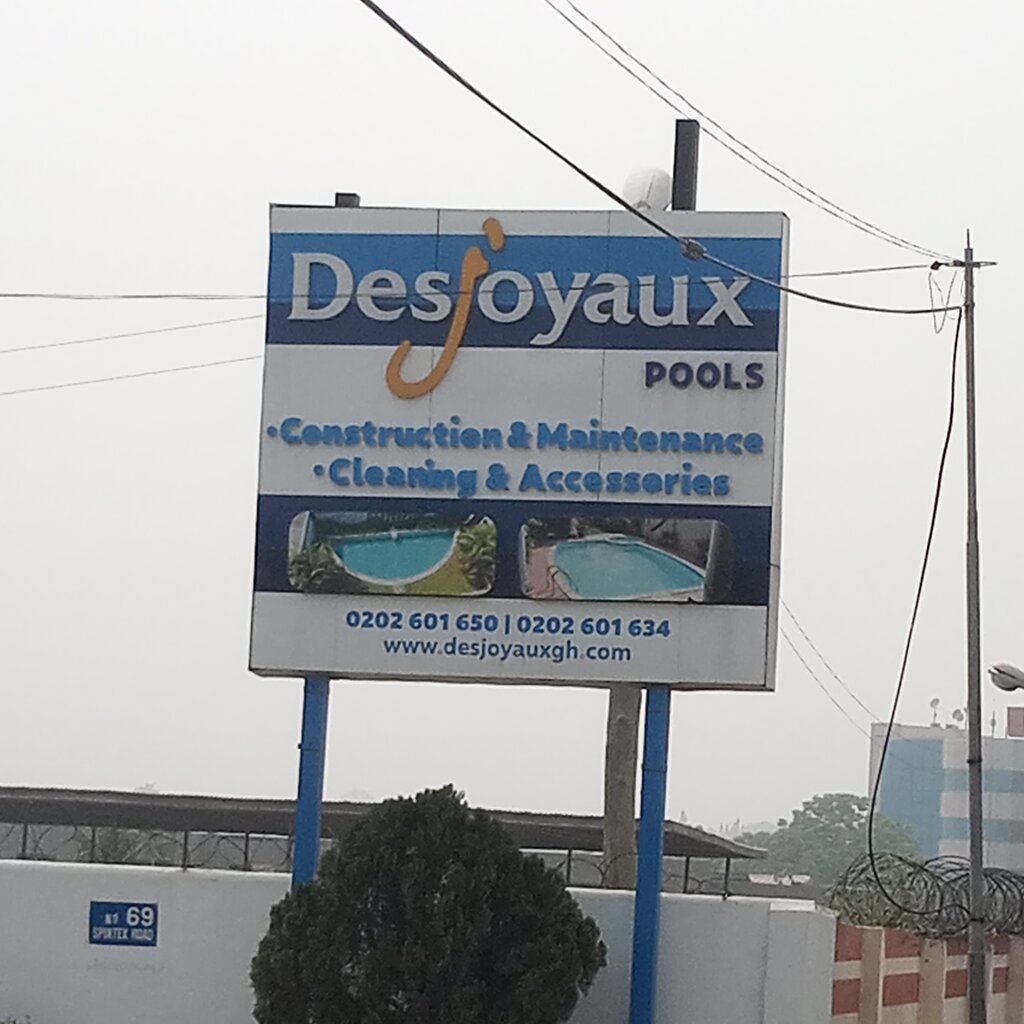 Desjoyaux
POOLS
•Construction & Maintenance
•Cleaning & Accessories
0202 601 650 | 0202 601 634
www.desjoyauxgh.com
Nº 69
SPINTEX ROAD